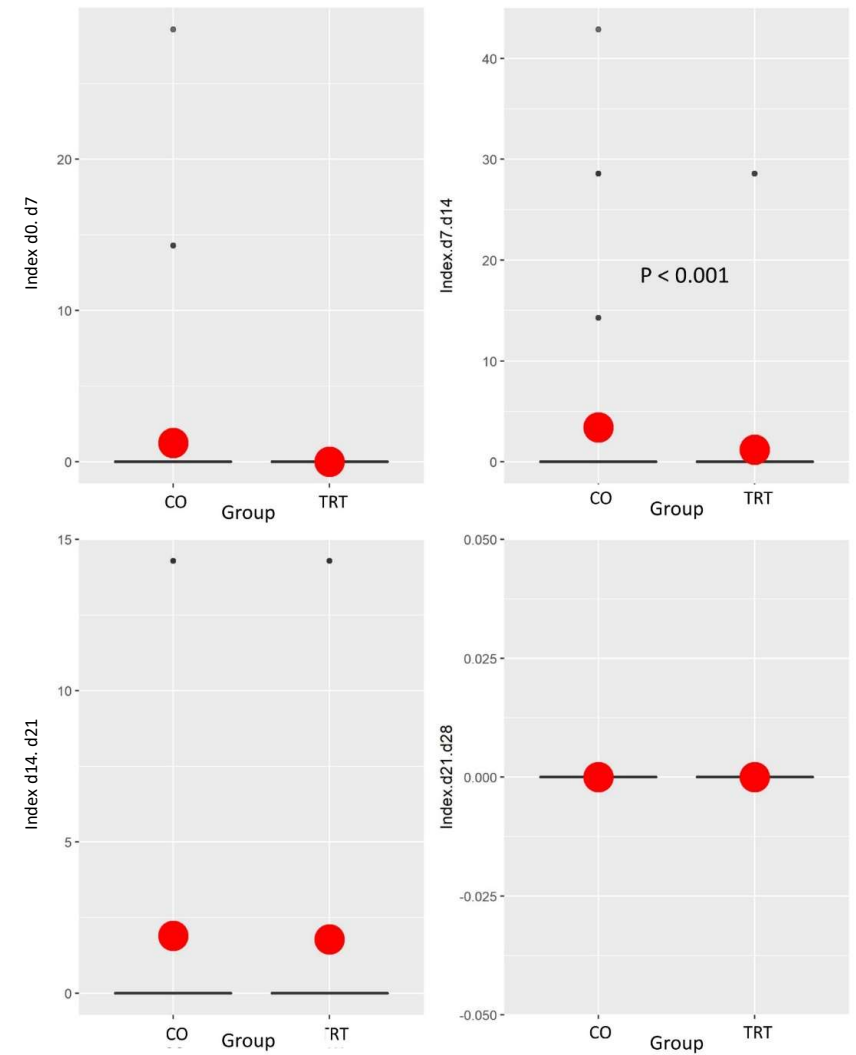 Index d0. d7
20
10
0
CO
TRT
Group
Index.d7.d14
40
30
20
10
0
P < 0.001
CO
TRT
Group
Index d14. d21
15
10
5
0
CO
TRT
Group
Index.d21.d28
0.050
0.025
0.000
-0.025
-0.050
CO
TRT
Group